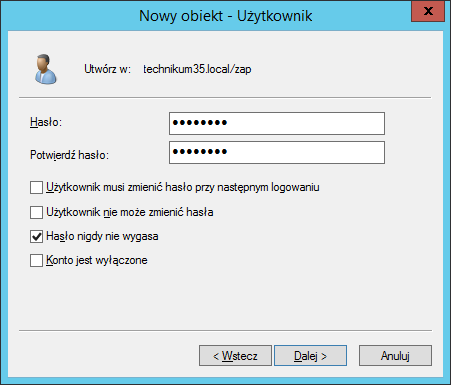 Nowy obiekt - Użytkownik
x
Utwórz w: technikum35.local/zap
Hasło: ●●●●●●●●
Potwierdź hasło: ●●●●●●●●
Użytkownik musi zmienić hasło przy następnym logowaniu
Użytkownik nie może zmienić hasła
Hasło nigdy nie wygasa
Konto jest wyłączone
< Wstecz Dalej > Anuluj